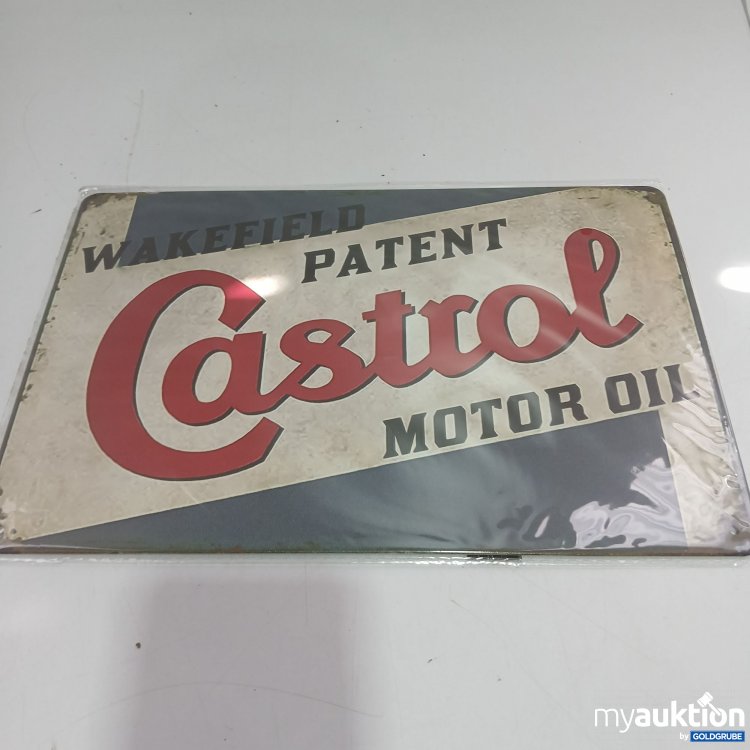 WAKEFIELD
PATENT
Castrol
MOTOR OIL
myauktion
by GOLDGRUBE